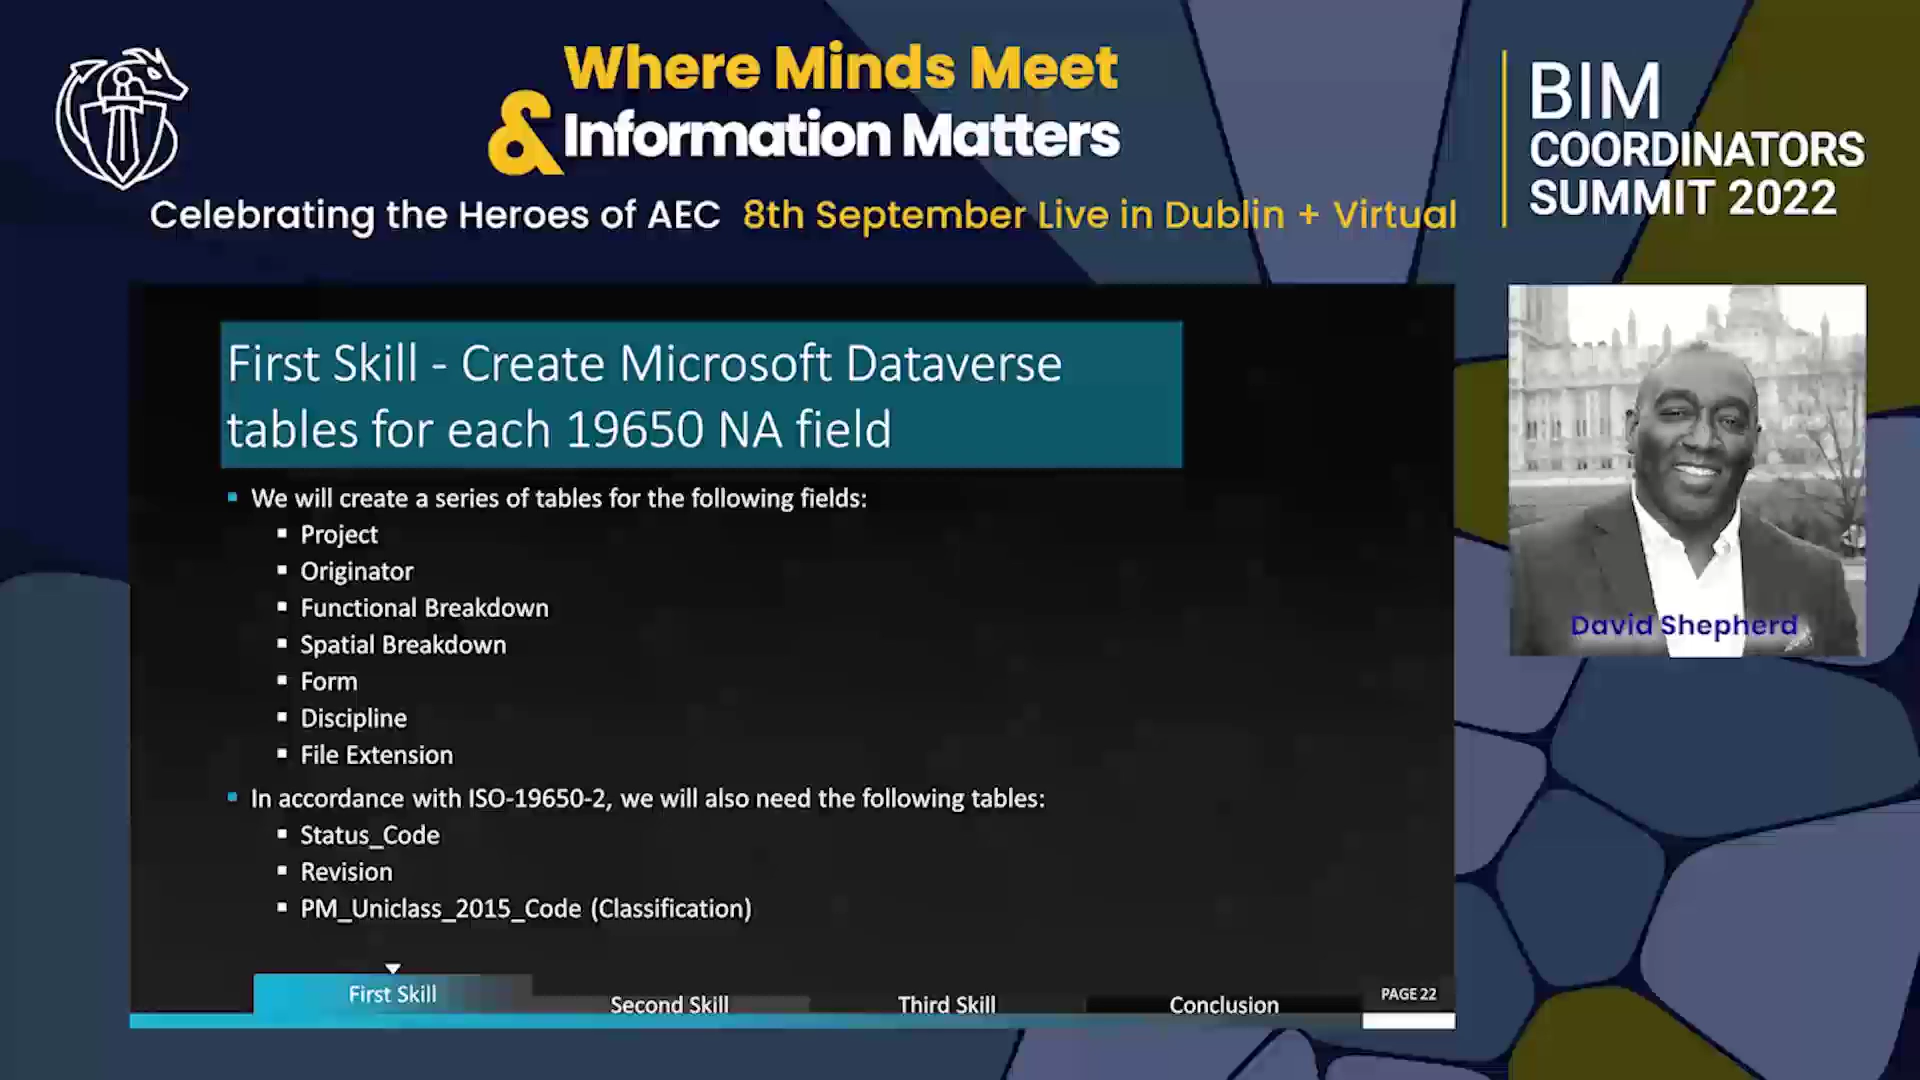 Where Minds Meet
& Information Matters
Celebrating the Heroes of AEC 8th September Live in Dublin + Virtual
BIM
COORDINATORS
SUMMIT 2022
First Skill - Create Microsoft Dataverse
tables for each 19650 NA field
We will create a series of tables for the following fields:
Project
Originator
Functional Breakdown
Spatial Breakdown
Form
Discipline
File Extension
In accordance with ISO-19650-2, we will also need the following tables:
Status_Code
Revision
PM_Uniclass_2015_Code (Classification)
David Shepherd
First Skill
Second Skill
Third Skill
Conclusion
PAGE 22